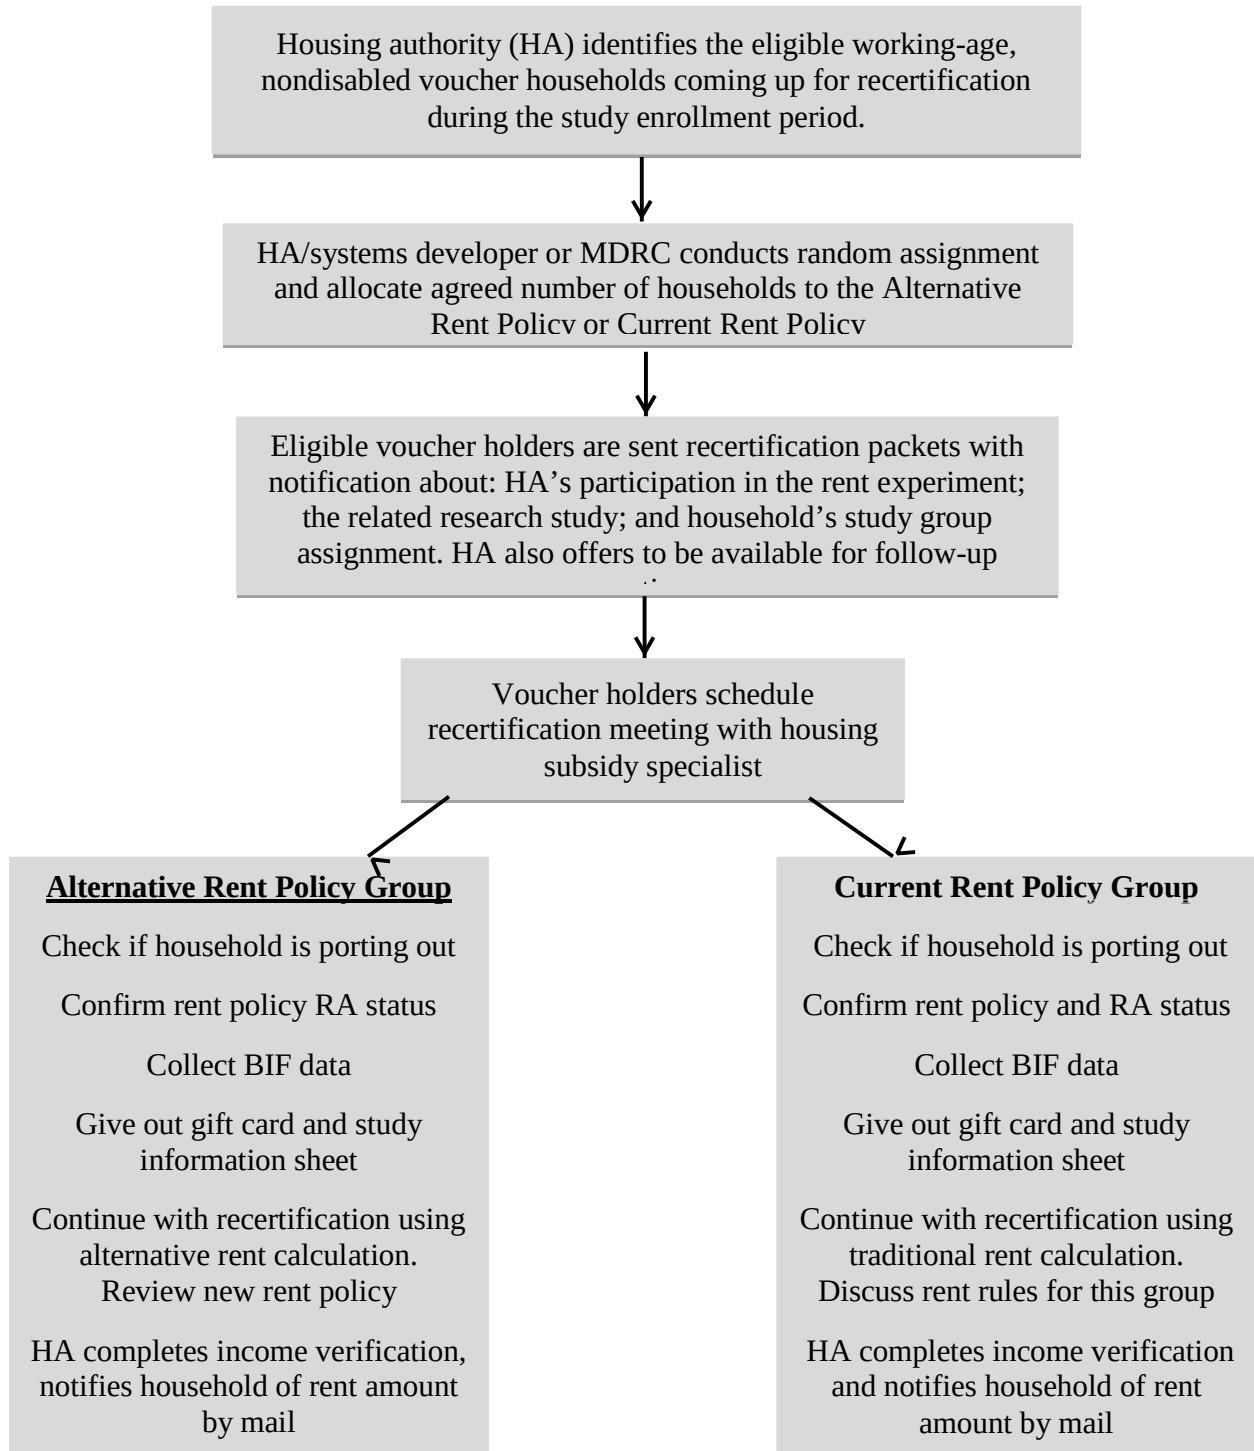 Housing authority (HA) identifies the eligible working-age,
nondisabled voucher households coming up for recertification
during the study enrollment period.
HA/systems developer or MDRC conducts random assignment
and allocate agreed number of households to the Alternative
Rent Policy or Current Rent Policy
Eligible voucher holders are sent recertification packets with
notification about: HA’s participation in the rent experiment;
the related research study; and household’s study group
assignment. HA also offers to be available for follow-up
Voucher holders schedule
recertification meeting with housing
subsidy specialist
Alternative Rent Policy Group
Check if household is porting out
Confirm rent policy RA status
Collect BIF data
Give out gift card and study
information sheet
Continue with recertification using
alternative rent calculation.
Review new rent policy
HA completes income verification,
notifies household of rent amount
by mail
Current Rent Policy Group
Check if household is porting out
Confirm rent policy and RA status
Collect BIF data
Give out gift card and study
information sheet
Continue with recertification using
traditional rent calculation.
Discuss rent rules for this group
HA completes income verification
and notifies household of rent
amount by mail